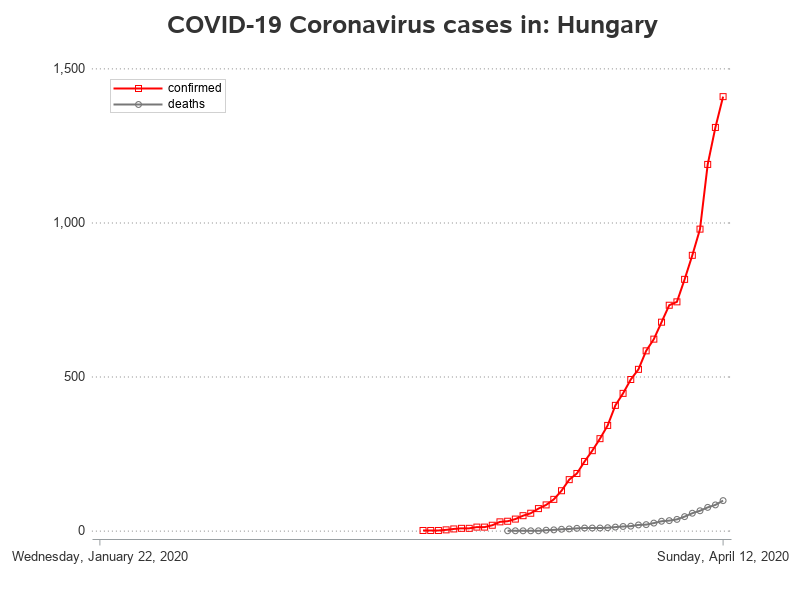 COVID-19 Coronavirus cases in: Hungary
1,500
confirmed
deaths
1,000
500
0
Wednesday, January 22, 2020
Sunday, April 12, 2020